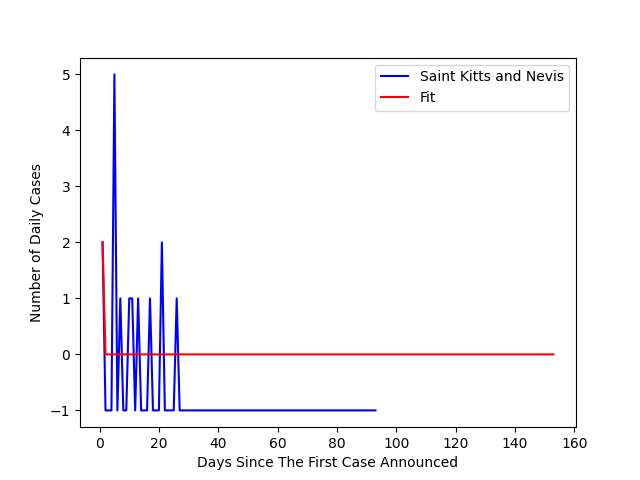 Saint Kitts and Nevis
Fit
5
4
3
2
1
0
−1
Number of Daily Cases
0 20 40 60 80 100 120 140 160
Days Since The First Case Announced